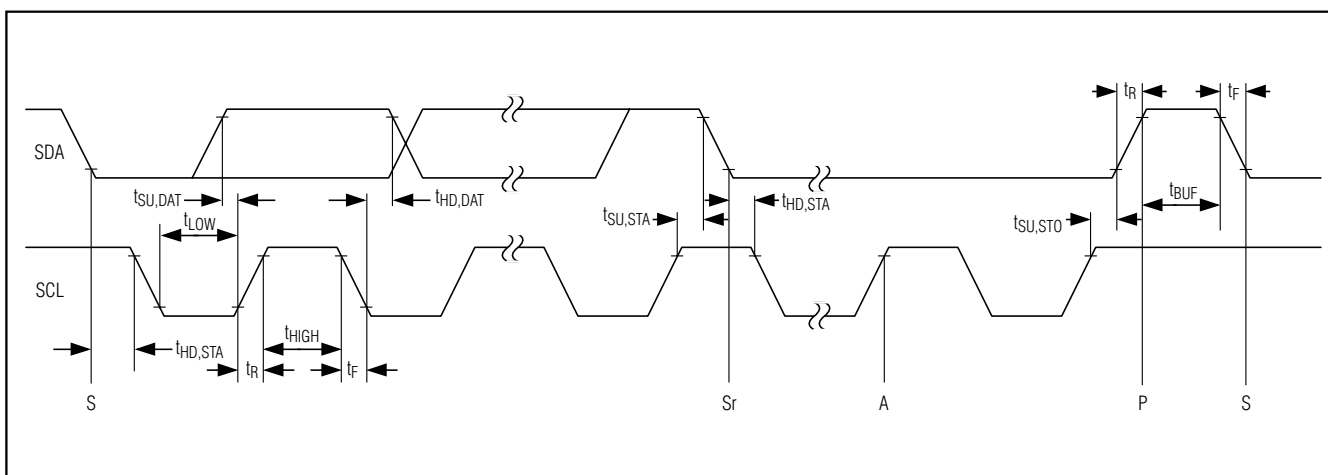 tR
tF
SDA
tSU,DAT
tHD,DAT
tHD,STA
tBUF
tLOW
tSU,STA
tSU,STO
SCL
tHIGH
tHD,STA
tR
tF
S
Sr
A
P
S